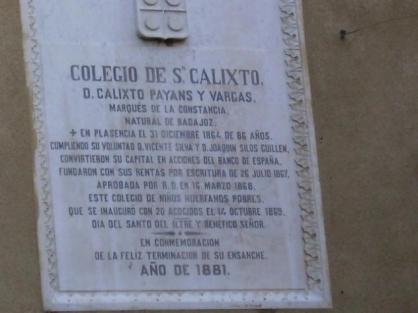 COLEGIO DE Sn CALIXTO.
D. CALIXTO PAYANS Y VARGAS,
MARQUÉS DE LA CONSTANCIA,
NATURAL DE BADAJOZ.
+ EN PLASENCIA EL 31 DICIEMBRE 1864 DE 86 AÑOS.
CUMPLIENDO SU VOLUNTAD D. VICENTE SILVA Y D. JOAQUIN SILOS GUILLEN,
CONVIRTIERON SU CAPITAL EN ACCIONES DEL BANCO DE ESPAÑA,
FUNDARON CON SUS RENTAS POR ESCRITURA DE 26 JULIO 1867,
APROBADA POR R.D. EN 16 MARZO 1868.
ESTE COLEGIO DE NIÑOS HUERFANOS POBRES,
QUE SE INAUGURO CON 20 ACOGIDOS EL 14 OCTUBRE 1869.
DIA DEL SANTO DEL ILTRE Y BENEFICO SEÑOR.
EN CONMEMORACION
DE LA FELIZ TERMINACION DE SU ENSANCHE.
AÑO DE 1881.